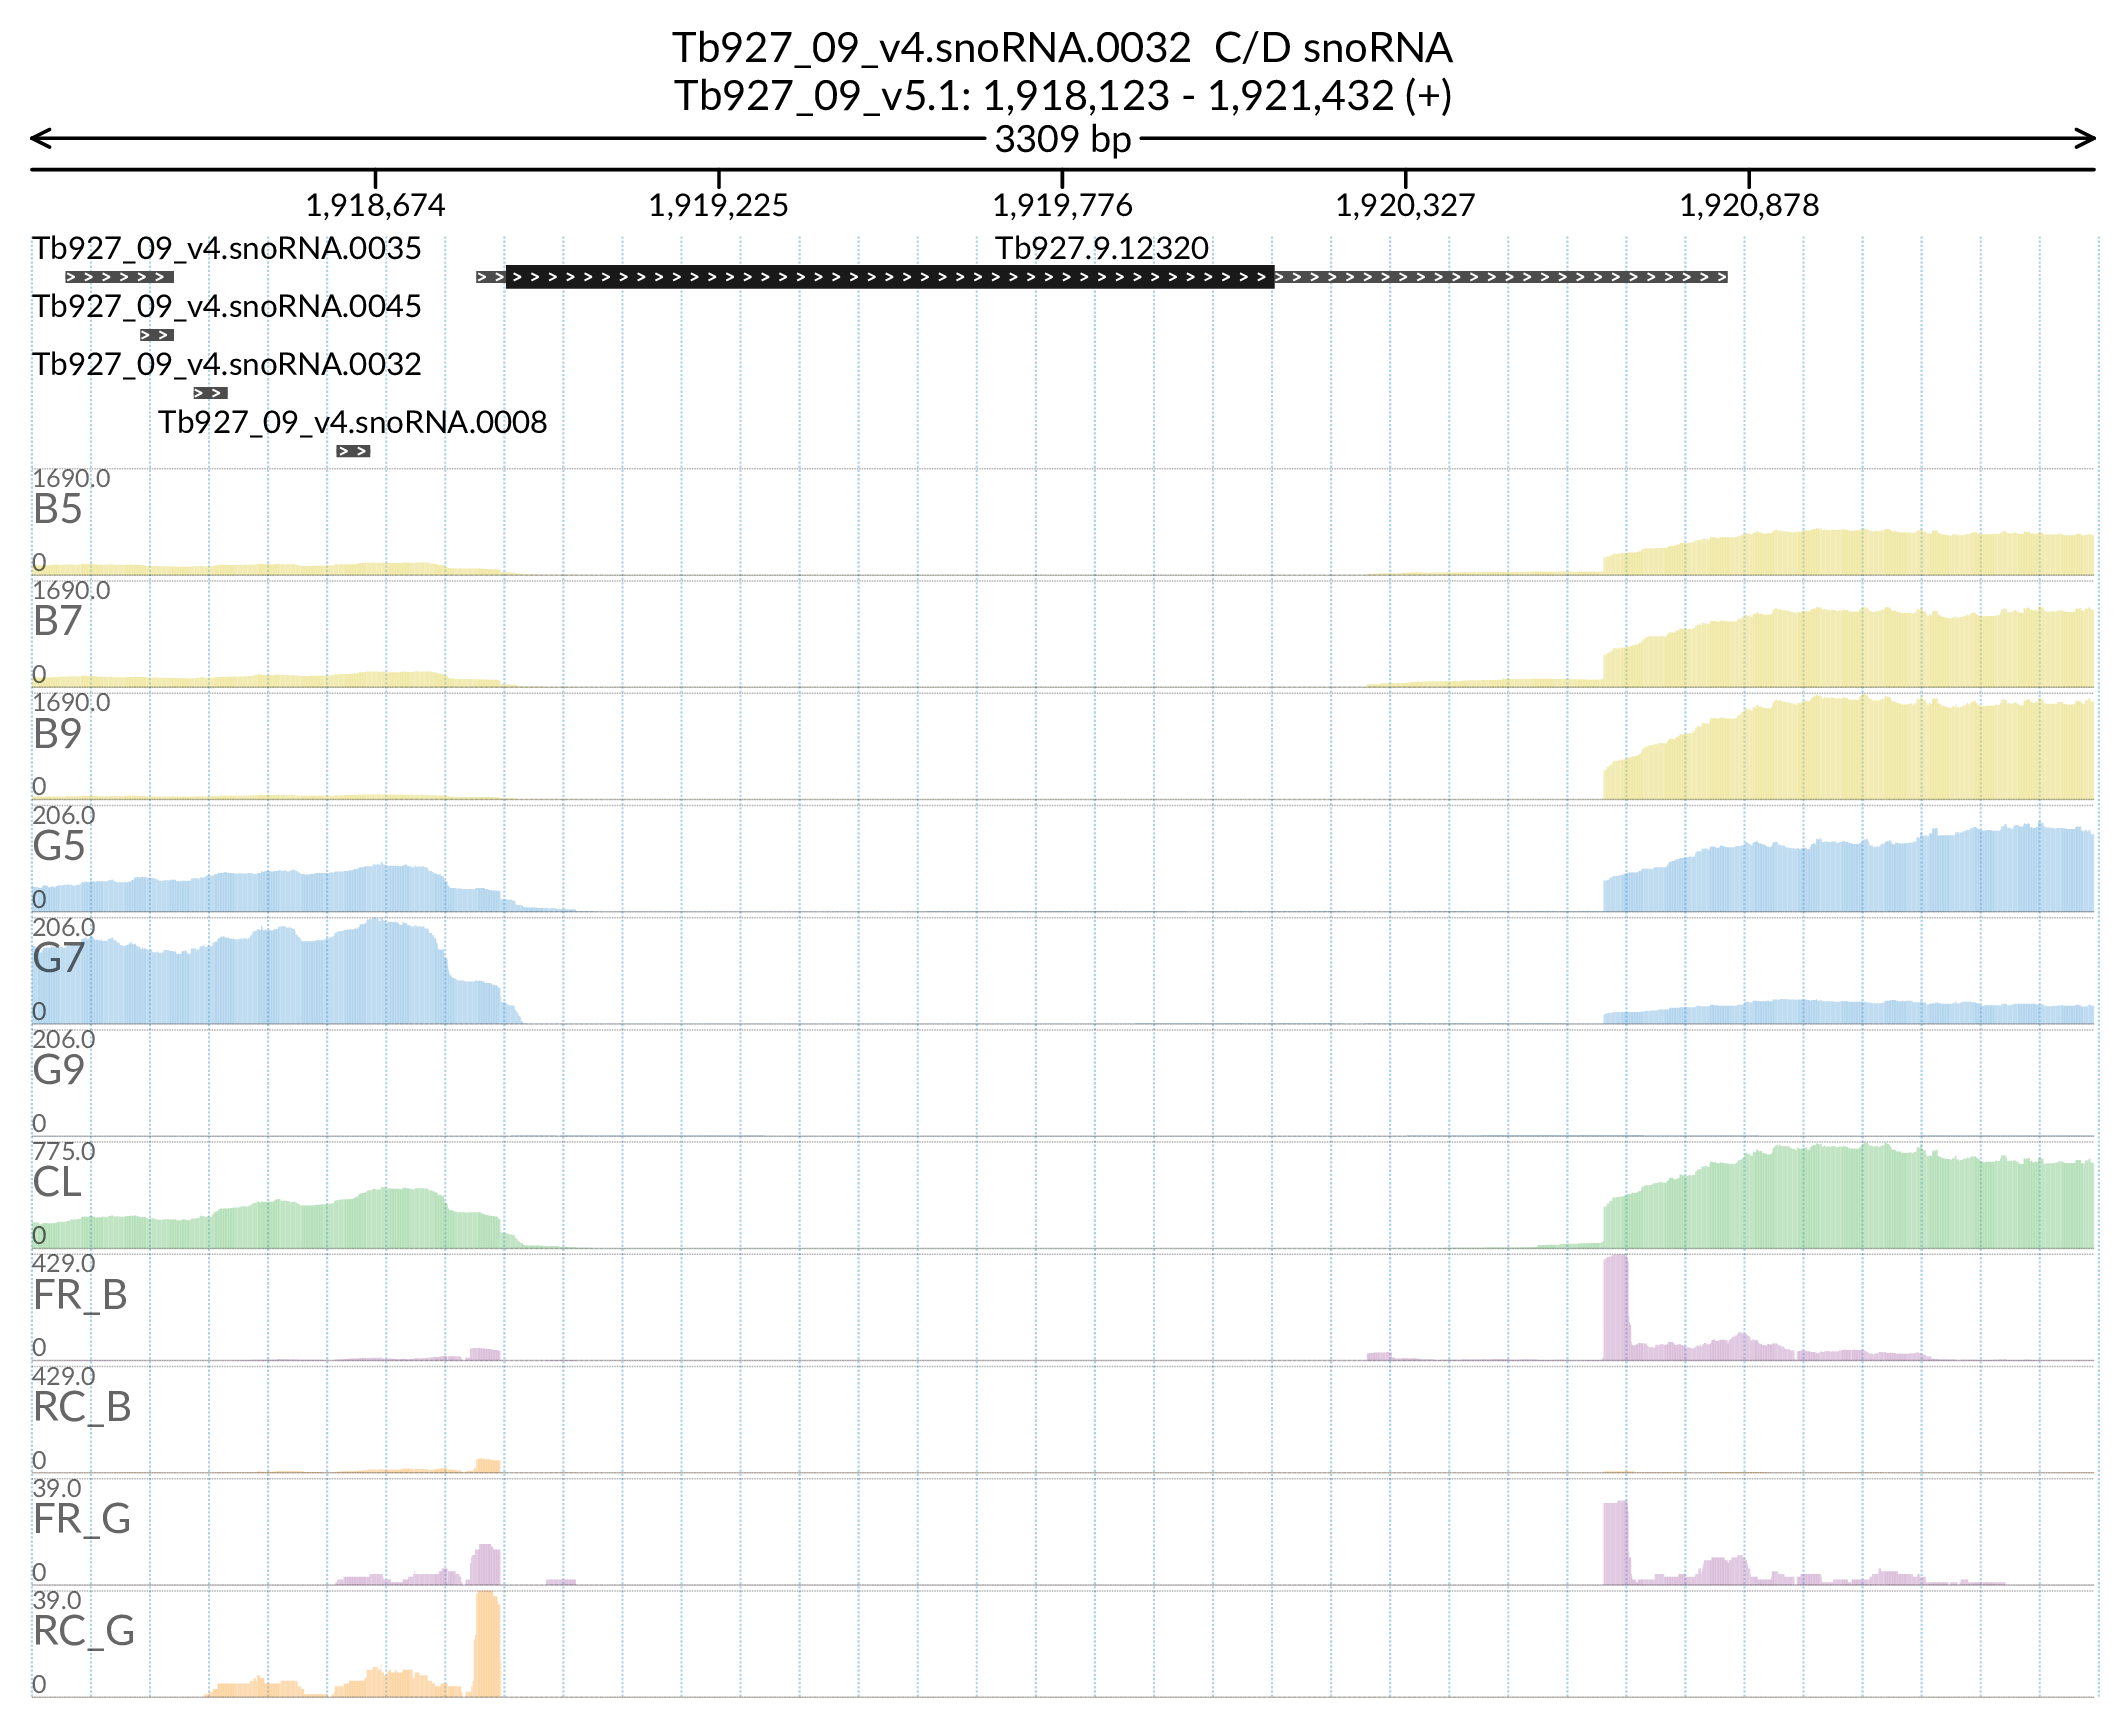 Tb927_09_v4.snoRNA.0032 C/D snoRNA
Tb927_09_v5.1: 1,918,123 - 1,921,432 (+)
3309 bp
1,918,674 1,919,225 1,919,776 1,920,327 1,920,878
Tb927_09_v4.snoRNA.0035 Tb927.9.12320
Tb927_09_v4.snoRNA.0045
Tb927_09_v4.snoRNA.0032
Tb927_09_v4.snoRNA.0008
1690.0
B5
0
1690.0
B7
0
1690.0
B9
0
206.0
G5
0
206.0
G7
0
206.0
G9
0
775.0
CL
0
429.0
FR_B
0
429.0
RC_B
0
39.0
FR_G
0
39.0
RC_G
0